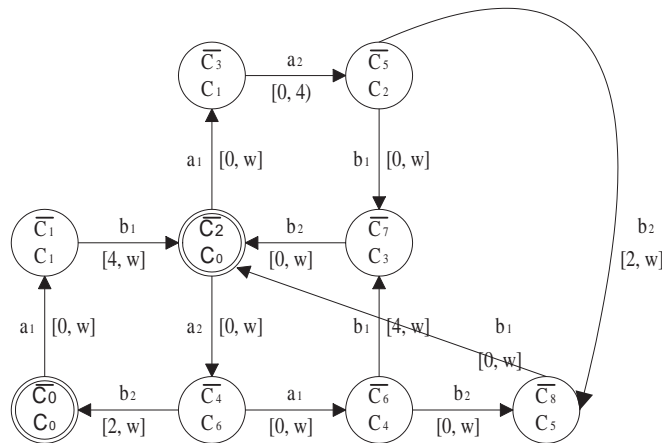 C̅₃
C₁
a₂
[0, 4)
C̅₅
C₂
a₁ [0, w]
b₁ [0, w]
b₂
[2, w]
C̅₁
C₁
b₁
[4, w]
C̅2
C₀
b₂
[0, w]
C̅₇
C₃
a₁ [0, w]
a₂ [0, w]
b₁ [4, w]
b₁
[0, w]
C̅0
C₀
b₂
[2, w]
C̅₄
C₆
a₁
[0, w]
C̅₆
C₄
b₂
[0, w]
C̅₈
C₅